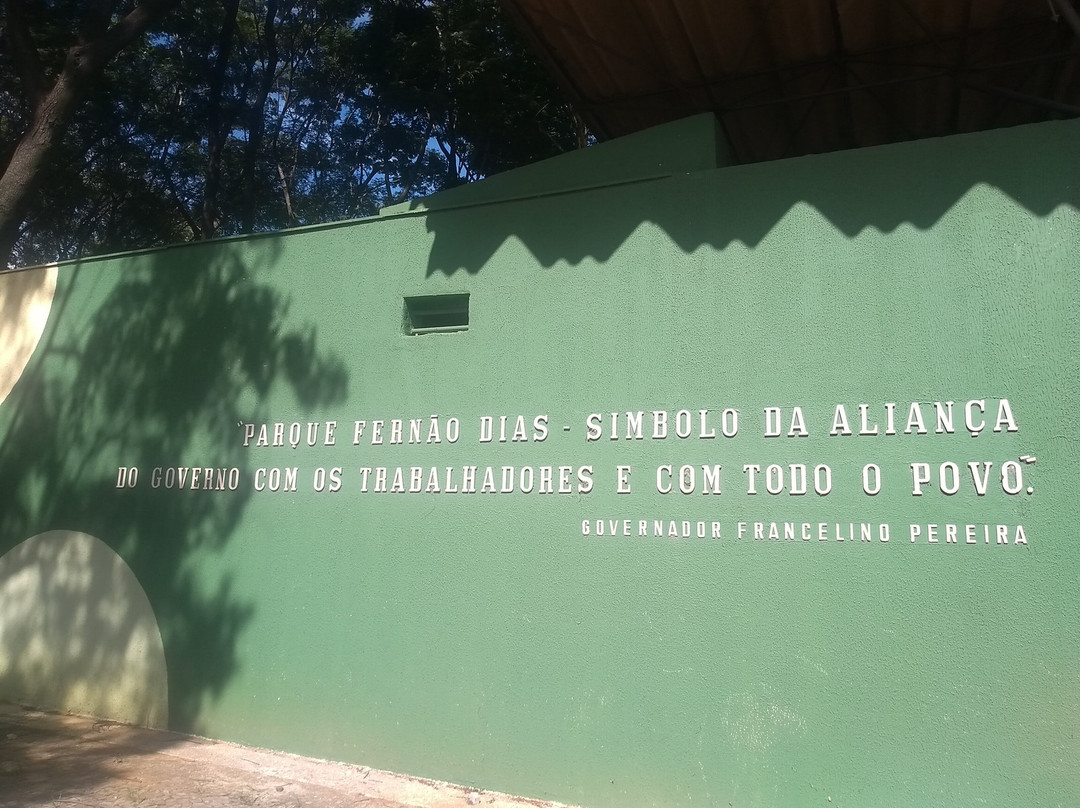 "PARQUE FERNÃO DIAS - SIMBOLO DA ALIANÇA
DO GOVERNO COM OS TRABALHADORES E COM TODO O POVO."
GOVERNADOR FRANCELINO PEREIRA